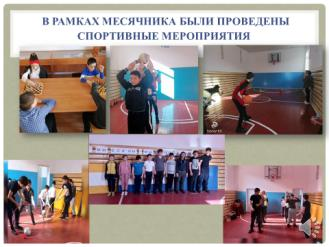 В РАМКАХ МЕСЯЧНИКА БЫЛИ ПРОВЕДЕНЫ
СПОРТИВНЫЕ МЕРОПРИЯТИЯ